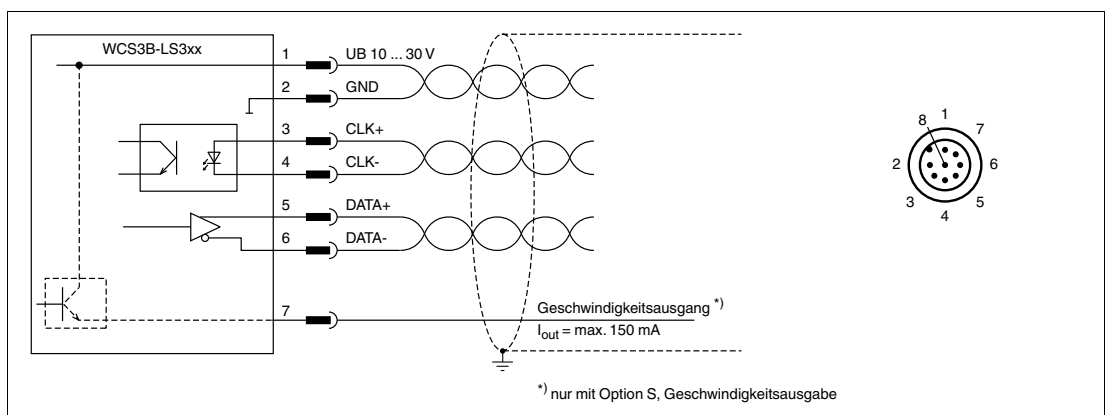 WCS3B-LS3xx
1 UB 10 ... 30 V
2 GND
3 CLK+
4 CLK-
5 DATA+
6 DATA-
7 Geschwindigkeitsausgang *)
Iout = max. 150 mA
*) nur mit Option S, Geschwindigkeitsausgabe
8 1 7
2 6
3 4 5